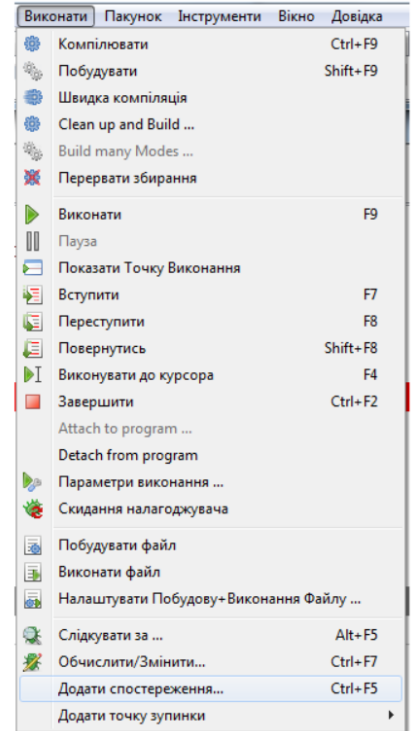 Виконати Пакунок Інструменти Вікно Довідка
Компілювати Ctrl+F9
Побудувати Shift+F9
Швидка компіляція
Clean up and Build ...
Build many Modes ...
Перервати збирання
Виконати F9
Пауза
Показати Точку Виконання
Вступити F7
Переступити F8
Повернутись Shift+F8
Виконувати до курсора F4
Завершити Ctrl+F2
Attach to program ...
Detach from program
Параметри виконання ...
Скидання налагоджувача
Побудувати файл
Виконати файл
Налаштувати Побудову+Виконання Файлу ...
Слідкувати за ... Alt+F5
Обчислити/Змінити... Ctrl+F7
Додати спостереження... Ctrl+F5
Додати точку зупинки